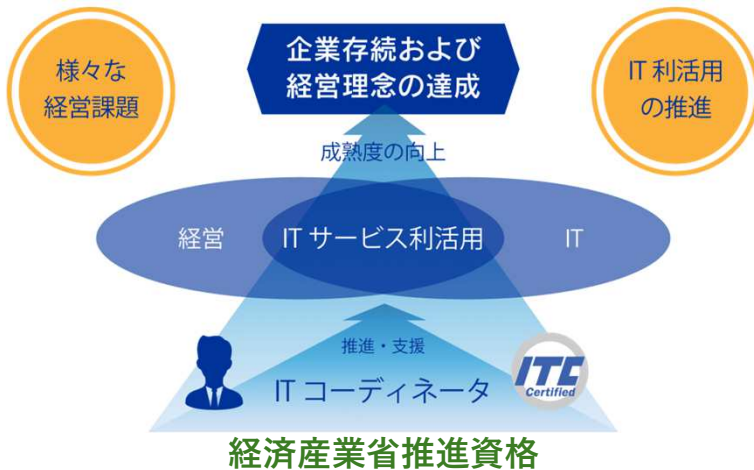 様々な
経営課題
企業存続および
経営理念の達成
IT 利活用
の推進
成熟度の向上
経営
IT サービス利活用
IT
推進・支援
IT コーディネータ
ITC
Certified
経済産業省推進資格